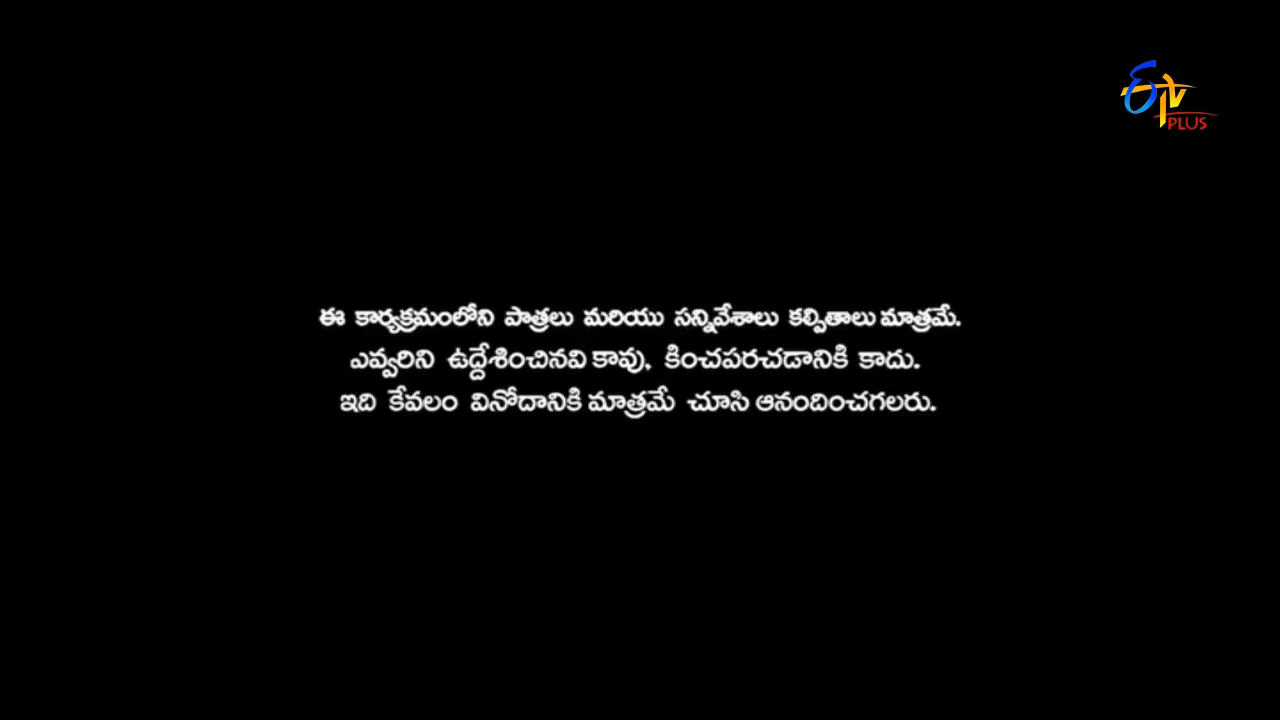 ETV
PLUS
ఈ కార్యక్రమంలోని పాత్రలు మరియు సన్నివేశాలు కల్పితాలు మాత్రమే.
ఎవ్వరిని ఉద్దేశించినవి కావు. కించపరచడానికి కాదు.
ఇది కేవలం వినోదానికి మాత్రమే చూసి ఆనందించగలరు.